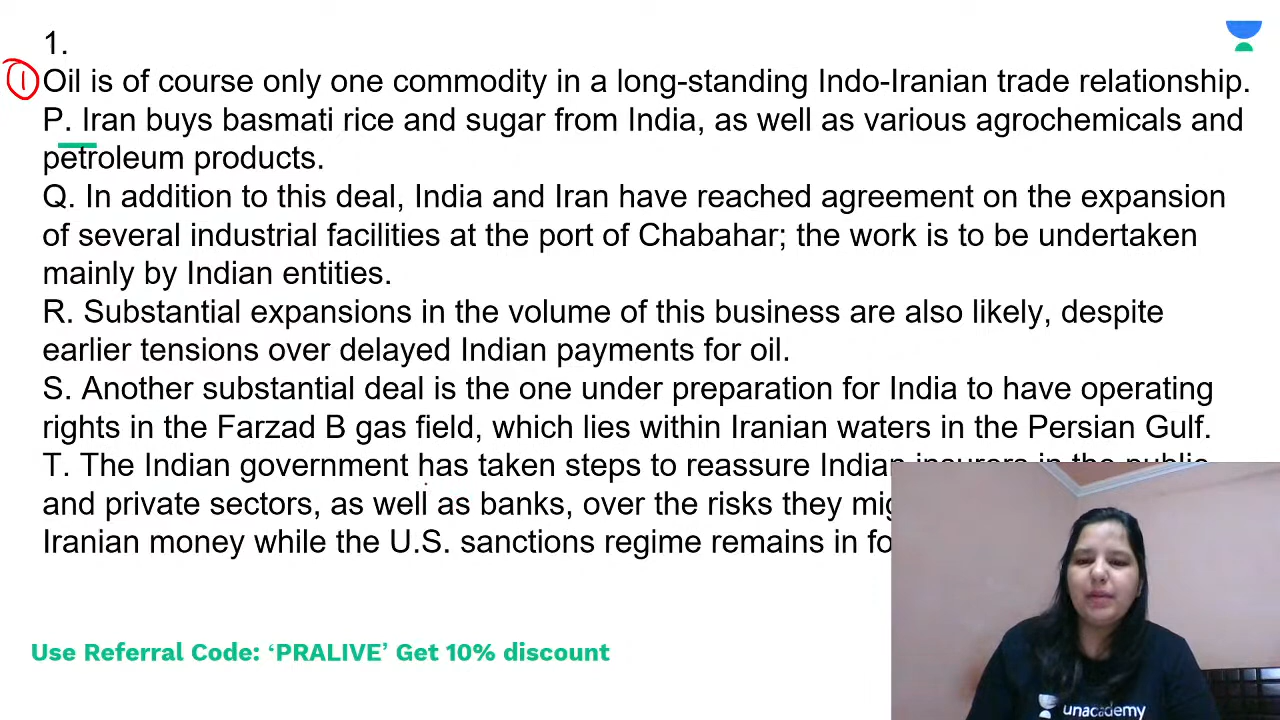 1.
1 Oil is of course only one commodity in a long-standing Indo-Iranian trade relationship.
P. Iran buys basmati rice and sugar from India, as well as various agrochemicals and
petroleum products.
Q. In addition to this deal, India and Iran have reached agreement on the expansion
of several industrial facilities at the port of Chabahar; the work is to be undertaken
mainly by Indian entities.
R. Substantial expansions in the volume of this business are also likely, despite
earlier tensions over delayed Indian payments for oil.
S. Another substantial deal is the one under preparation for India to have operating
rights in the Farzad B gas field, which lies within Iranian waters in the Persian Gulf.
T. The Indian government has taken steps to reassure Indian insurers in the public
and private sectors, as well as banks, over the risks they
Iranian money while the U.S. sanctions regime remains in
Use Referral Code: ‘PRALIVE’ Get 10% discount
unacademy